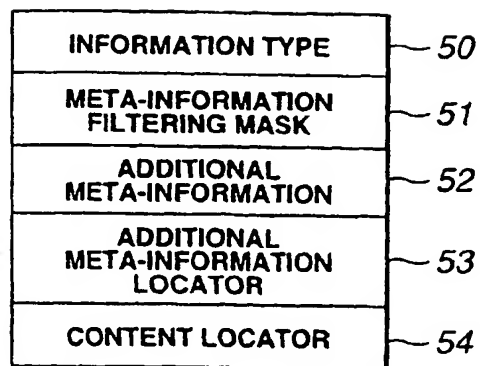 INFORMATION TYPE 50
META-INFORMATION
FILTERING MASK 51
ADDITIONAL
META-INFORMATION 52
ADDITIONAL
META-INFORMATION 53
LOCATOR
CONTENT LOCATOR 54